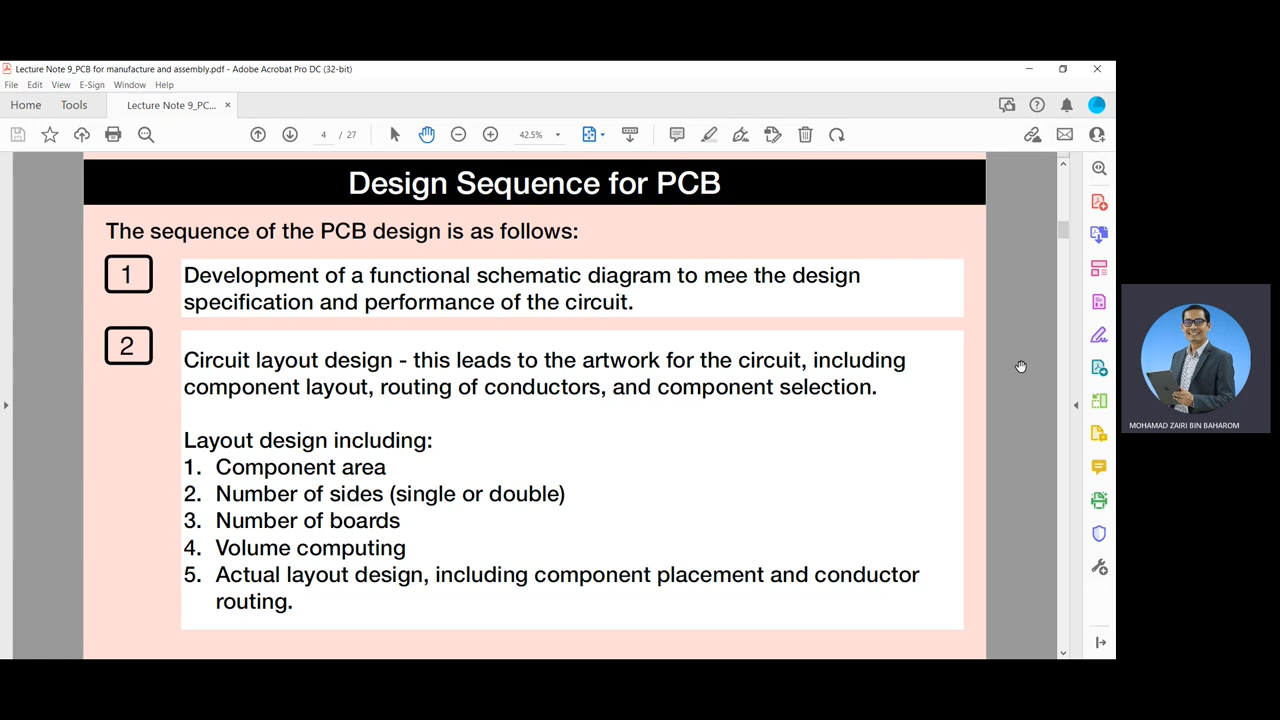 Lecture Note 9_PCB for manufacture and assembly.pdf - Adobe Acrobat Pro DC (32-bit)
File Edit View E-Sign Window Help
Home Tools Lecture Note 9_PC... ×
4 / 27 42.5%
Design Sequence for PCB
The sequence of the PCB design is as follows:
1
Development of a functional schematic diagram to mee the design
specification and performance of the circuit.
2
Circuit layout design - this leads to the artwork for the circuit, including
component layout, routing of conductors, and component selection.
Layout design including:
1. Component area
2. Number of sides (single or double)
3. Number of boards
4. Volume computing
5. Actual layout design, including component placement and conductor
routing.
MOHAMAD ZAIRI BIN BAHAROM